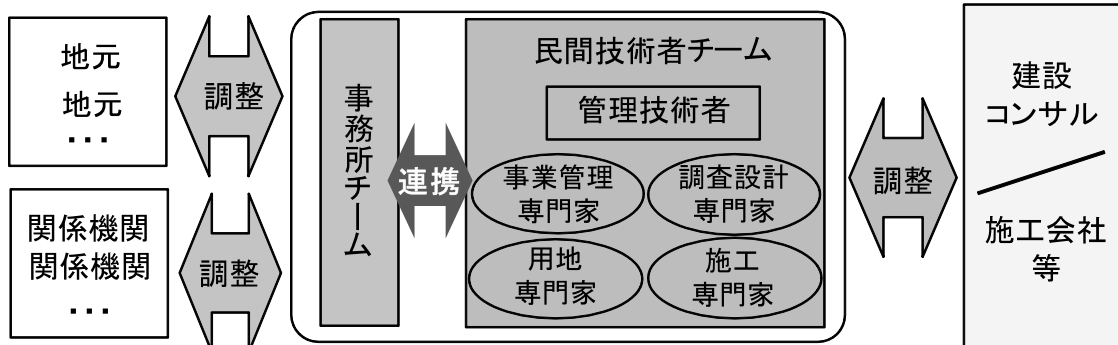 地元
地元
・・・
調整
関係機関
関係機関
・・・
調整
事務所チーム
連携
民間技術者チーム
管理技術者
事業管理
専門家
調査設計
専門家
用地
専門家
施工
専門家
調整
建設
コンサル
施工会社
等